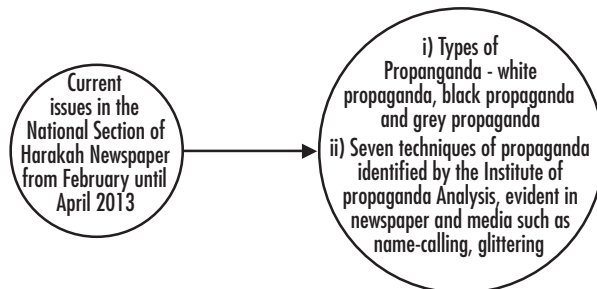 Current
issues in the
National Section of
Harakah Newspaper
from February until
April 2013
i) Types of
Propanganda - white
propaganda, black propaganda
and grey propaganda
ii) Seven techniques of propaganda
identified by the Institute of
propaganda Analysis, evident in
newspaper and media such as
name-calling, glittering